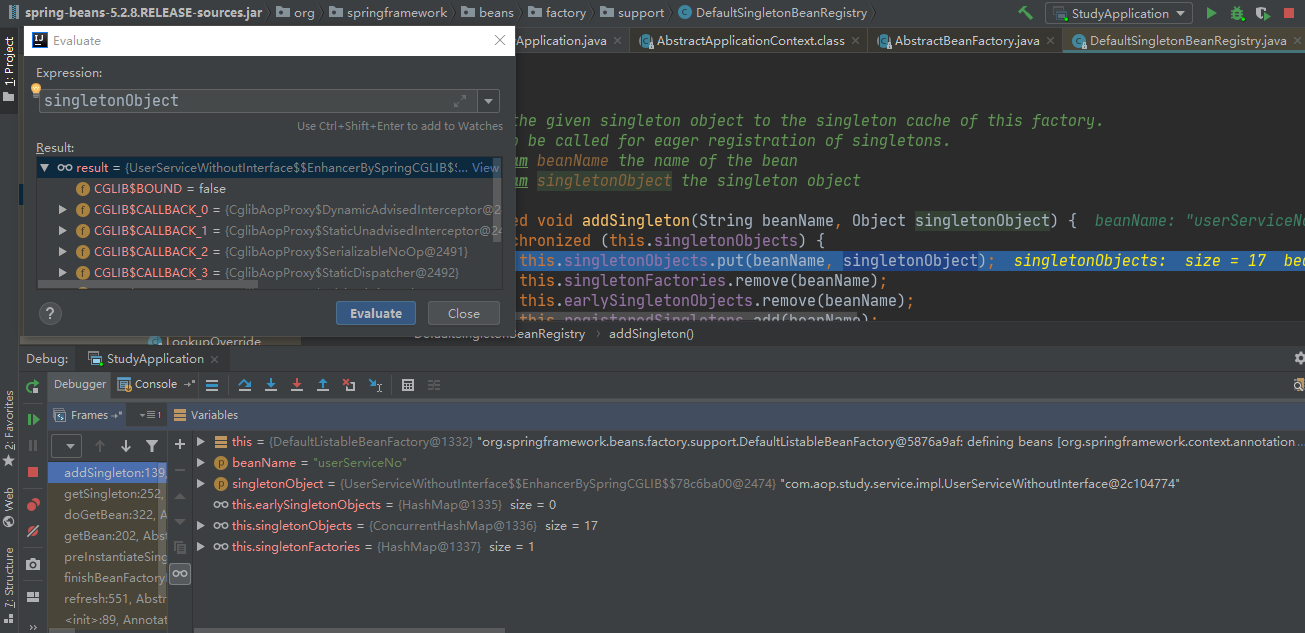 spring-beans-5.2.8.RELEASE-sources.jar org springframework beans factory support DefaultSingletonBeanRegistry StudyApplication
Evaluate
Application.java AbstractApplicationContext.class AbstractBeanFactory.java DefaultSingletonBeanRegistry.java
1: Project
Expression:
singletonObject
Use Ctrl+Shift+Enter to add to Watches
Result:
result = {UserServiceWithoutInterface$$EnhancerBySpringCGLIB$... View
CGLIB$BOUND = false
CGLIB$CALLBACK_0 = {CglibAopProxy$DynamicAdvisedInterceptor@2
CGLIB$CALLBACK_1 = {CglibAopProxy$StaticUnadvisedInterceptor@24
CGLIB$CALLBACK_2 = {CglibAopProxy$SerializableNoOp@2491}
CGLIB$CALLBACK_3 = {CglibAopProxy$StaticDispatcher@2492}
? Evaluate Close
the given singleton object to the singleton cache of this factory.
be called for eager registration of singletons.
am beanName the name of the bean
am singletonObject the singleton object
ed void addSingleton(String beanName, Object singletonObject) { beanName: "userServiceNo
chronized (this.singletonObjects) {
this.singletonObjects.put(beanName, singletonObject); singletonObjects: size = 17 bea
this.singletonFactories.remove(beanName);
this.earlySingletonObjects.remove(beanName);
this.registeredSingletons.add(beanName);
LookupOverride
DefaultSingletonBeanRegistry addSingleton()
Debug: StudyApplication
Debugger Console
Frames Variables
addSingleton:139,
getSingleton:252,
doGetBean:322, A
getBean:202, Abst
preInstantiateSing
finishBeanFactory
refresh:551, Abstr
<init>:89, Annotat
this = {DefaultListableBeanFactory@1332} "org.springframework.beans.factory.support.DefaultListableBeanFactory@5876a9af: defining beans [org.springframework.context.annotation ...
beanName = "userServiceNo"
singletonObject = {UserServiceWithoutInterface$$EnhancerBySpringCGLIB$$78c6ba00@2474} "com.aop.study.service.impl.UserServiceWithoutInterface@2c104774"
this.earlySingletonObjects = {HashMap@1335} size = 0
this.singletonObjects = {ConcurrentHashMap@1336} size = 17
this.singletonFactories = {HashMap@1337} size = 1
2: Favorites
Web
7: Structure